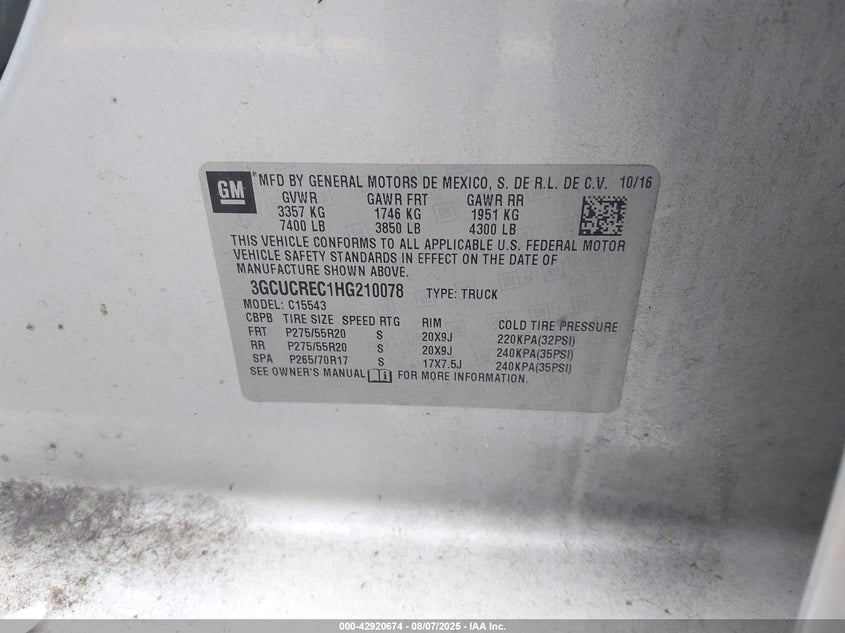 GM MFD BY GENERAL MOTORS DE MEXICO, S. DE R.L. DE C.V. 10/16
GVWR GAWR FRT GAWR RR
3357 KG 1746 KG 1951 KG
7400 LB 3850 LB 4300 LB
THIS VEHICLE CONFORMS TO ALL APPLICABLE U.S. FEDERAL MOTOR
VEHICLE SAFETY STANDARDS IN EFFECT ON THE DATE OF
MANUFACTURE SHOWN ABOVE.
3GCUCREC1HG210078 TYPE: TRUCK
MODEL: C15543
CBPB TIRE SIZE SPEED RTG RIM COLD TIRE PRESSURE
FRT P275/55R20 S 20X9J 220KPA(32PSI)
RR P275/55R20 S 20X9J 240KPA(35PSI)
SPA P265/70R17 S 17X7.5J 240KPA(35PSI)
SEE OWNER'S MANUAL FOR MORE INFORMATION.
000-42920674 - 08/07/2025 - IAA Inc.